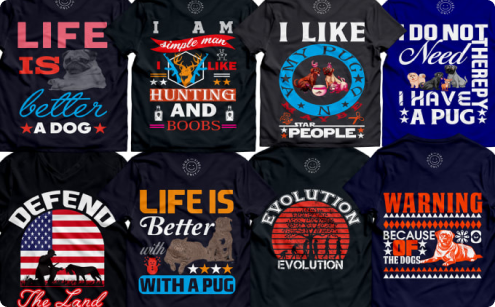 LIFE
IS
better
A DOG
I AM
simple man
I LIKE
HUNTING
AND
BOOBS
I LIKE
MY PUG
AND
STAR
PEOPLE
I DO NOT
Need
THEREPY
I HAVE
A PUG
DEFEND
The Land
LIFE IS
Better
with
WITH A PUG
EVOLUTION
EVOLUTION
WARNING
BECAUSE
OF
THE DOGS